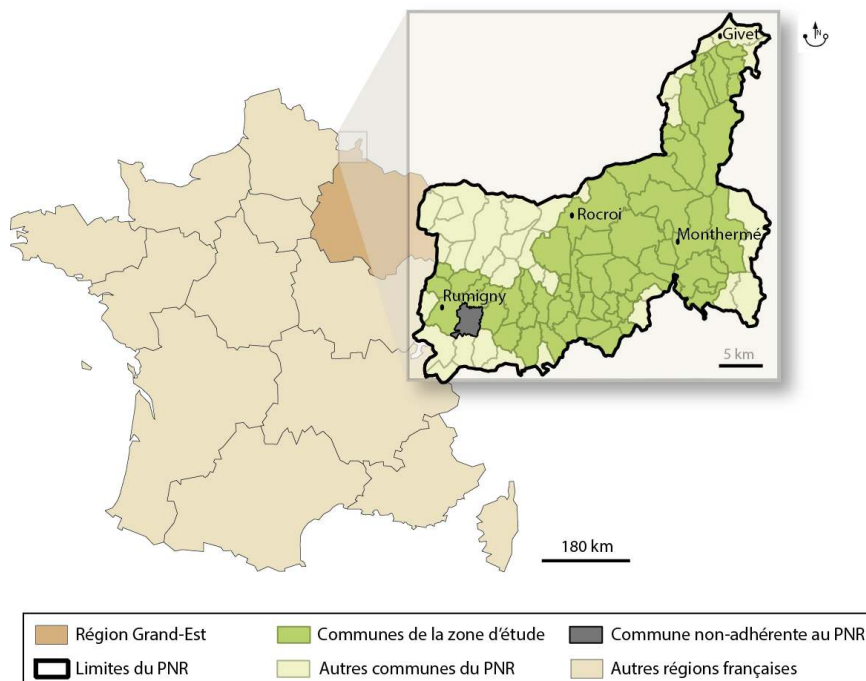 Givet
N
Rocroi
Monthermé
Rumigny
5 km
180 km
Région Grand-Est
Communes de la zone d'étude
Commune non-adhérente au PNR
Limites du PNR
Autres communes du PNR
Autres régions françaises